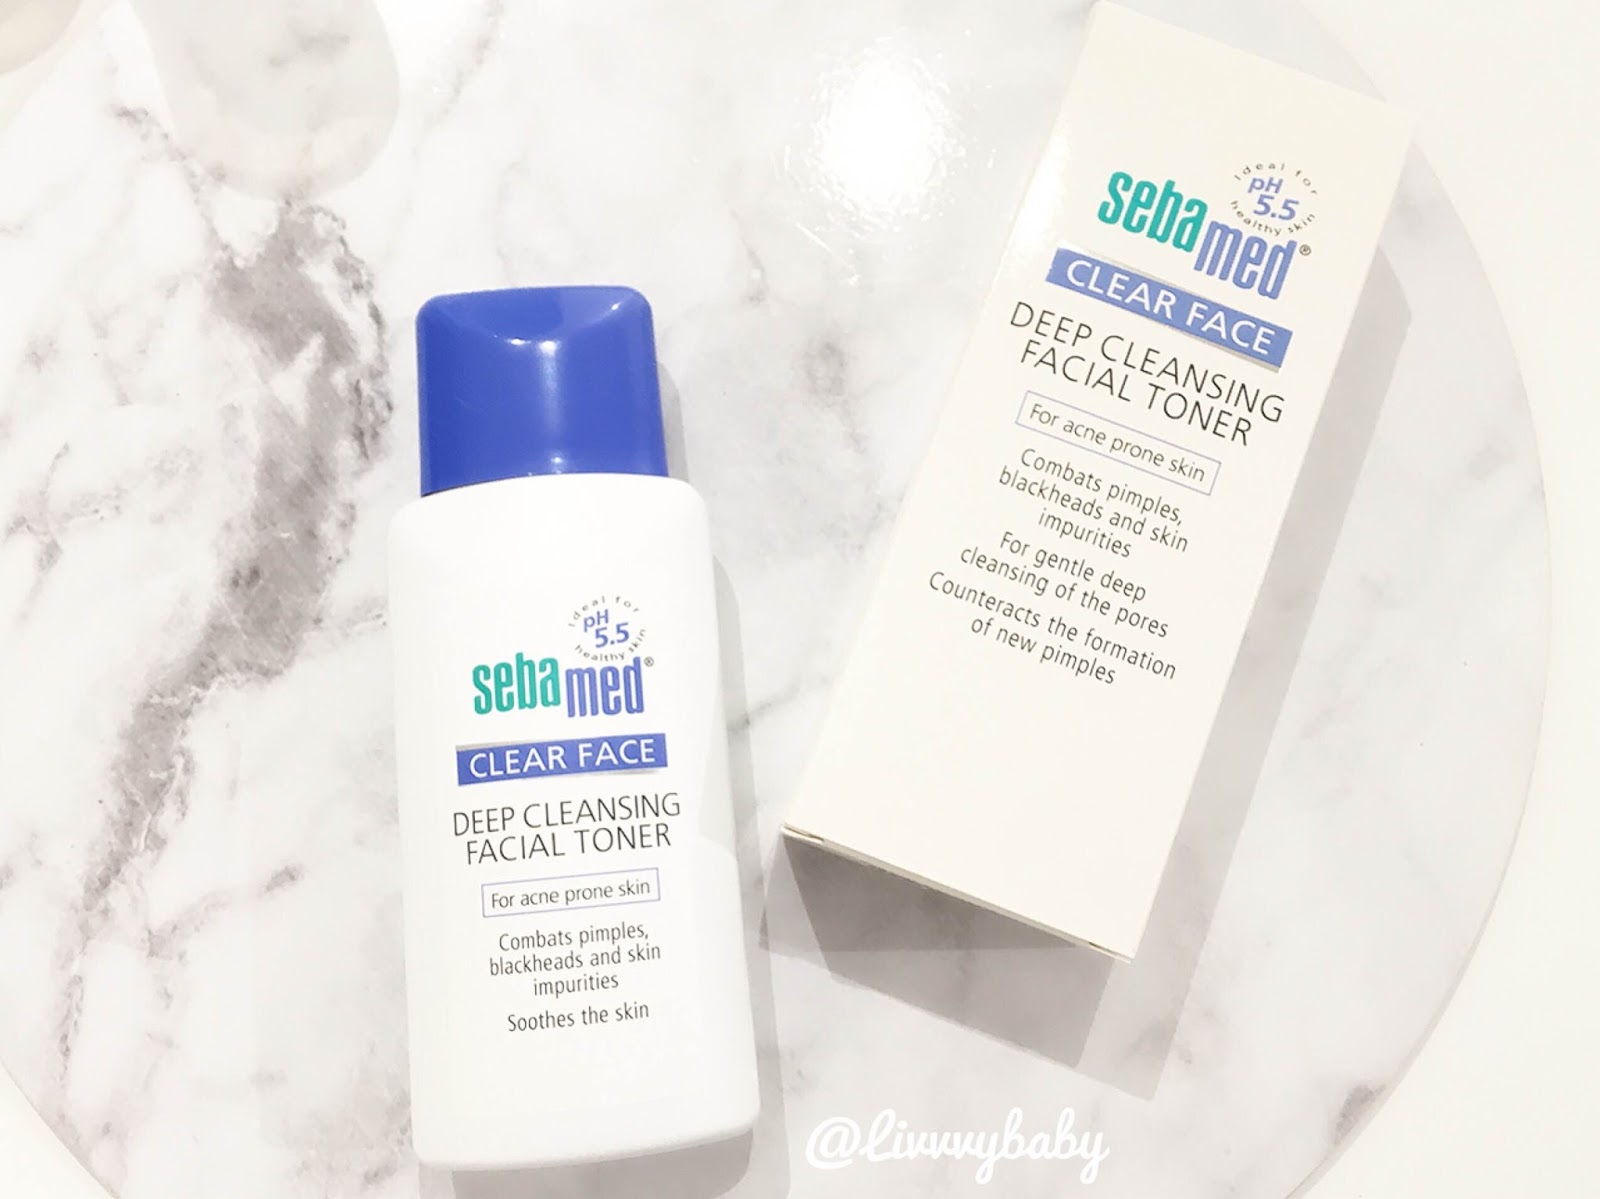 Ideal for
pH
5.5
healthy skin
sebamed®
CLEAR FACE
DEEP CLEANSING
FACIAL TONER
For acne prone skin
Combats pimples,
blackheads and skin
impurities
Soothes the skin
Ideal for
pH
5.5
healthy skin
sebamed®
CLEAR FACE
DEEP CLEANSING
FACIAL TONER
For acne prone skin
Combats pimples,
blackheads and skin
impurities
For gentle deep
cleansing of the pores
Counteracts the formation
of new pimples
@Livvvybaby